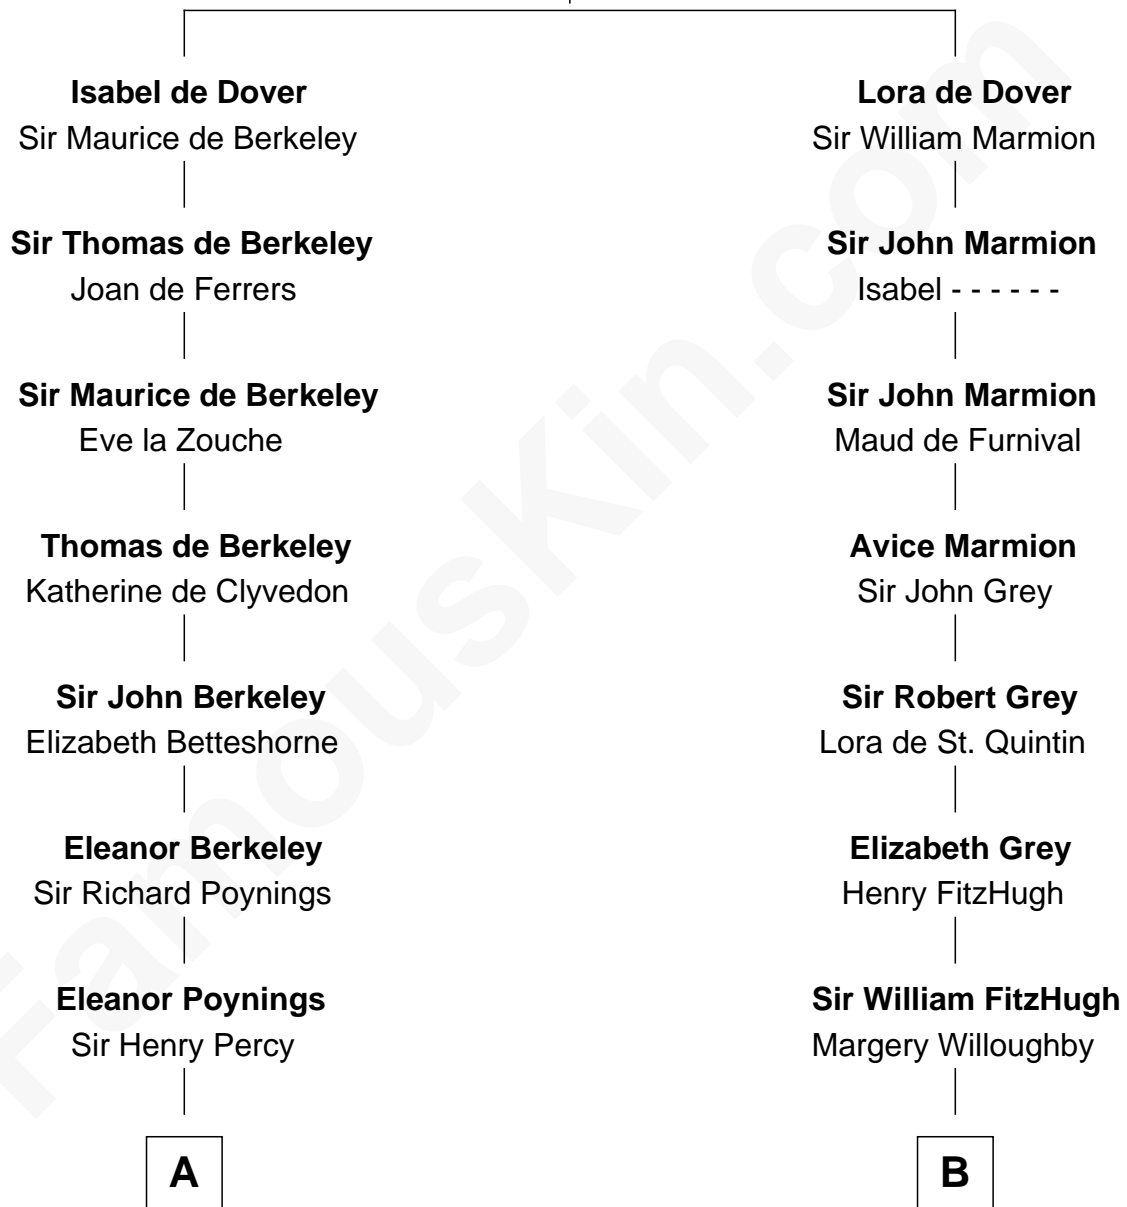 Isabel de Dover
Sir Maurice de Berkeley
Sir Thomas de Berkeley
Joan de Ferrers
Sir Maurice de Berkeley
Eve la Zouche
Thomas de Berkeley
Katherine de Clyvedon
Sir John Berkeley
Elizabeth Betteshorne
Eleanor Berkeley
Sir Richard Poynings
Eleanor Poynings
Sir Henry Percy
A
Lora de Dover
Sir William Marmion
Sir John Marmion
Isabel - - - - - -
Sir John Marmion
Maud de Furnival
Avice Marmion
Sir John Grey
Sir Robert Grey
Lora de St. Quintin
Elizabeth Grey
Henry FitzHugh
Sir William FitzHugh
Margery Willoughby
B
FamousKin.com